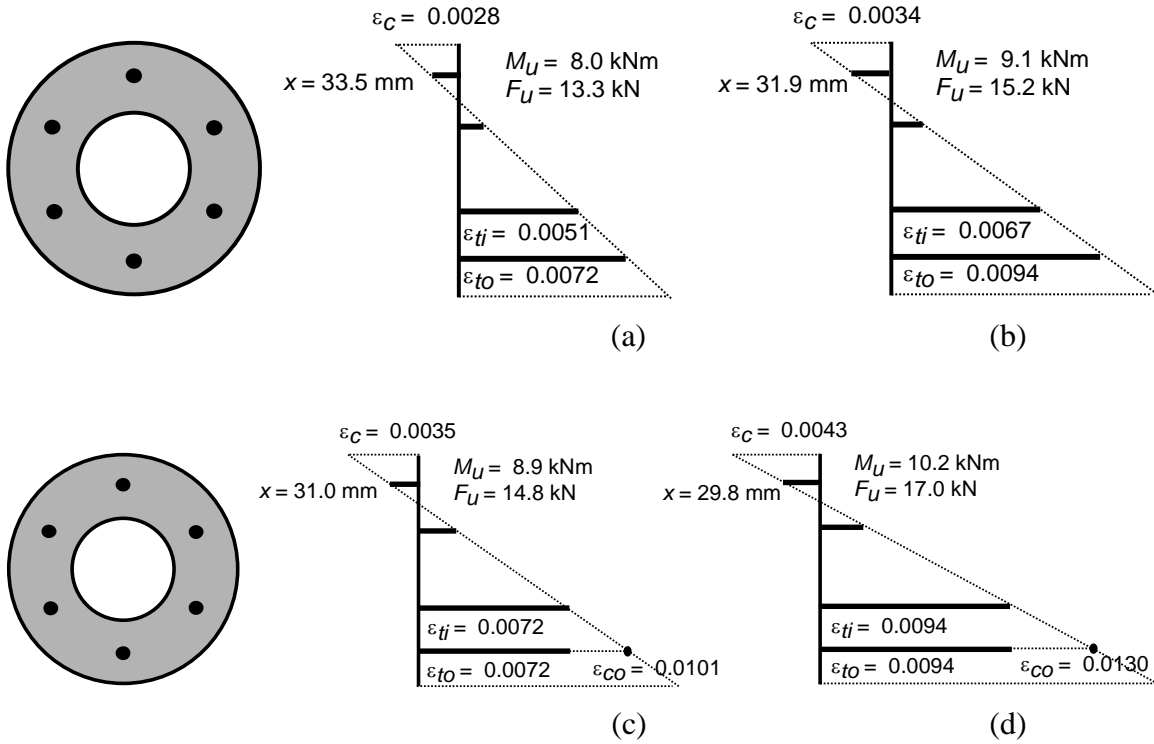 εc = 0.0028
Mu = 8.0 kNm
Fu = 13.3 kN
x = 33.5 mm
εti = 0.0051
εto = 0.0072
(a)
εc = 0.0034
Mu = 9.1 kNm
Fu = 15.2 kN
x = 31.9 mm
εti = 0.0067
εto = 0.0094
(b)
εc = 0.0035
Mu = 8.9 kNm
Fu = 14.8 kN
x = 31.0 mm
εti = 0.0072
εto = 0.0072
εco = 0.0101
(c)
εc = 0.0043
Mu = 10.2 kNm
Fu = 17.0 kN
x = 29.8 mm
εti = 0.0094
εto = 0.0094
εco = 0.0130
(d)